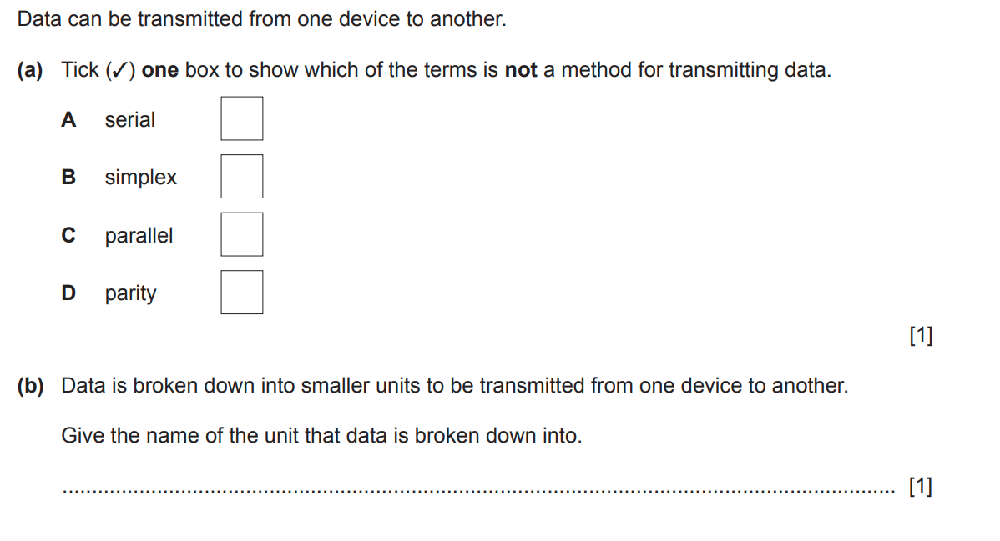 Data can be transmitted from one device to another.
(a) Tick (✓) one box to show which of the terms is not a method for transmitting data.
A serial
B simplex
C parallel
D parity
[1]
(b) Data is broken down into smaller units to be transmitted from one device to another.
Give the name of the unit that data is broken down into.
.................................................................................................................................... [1]